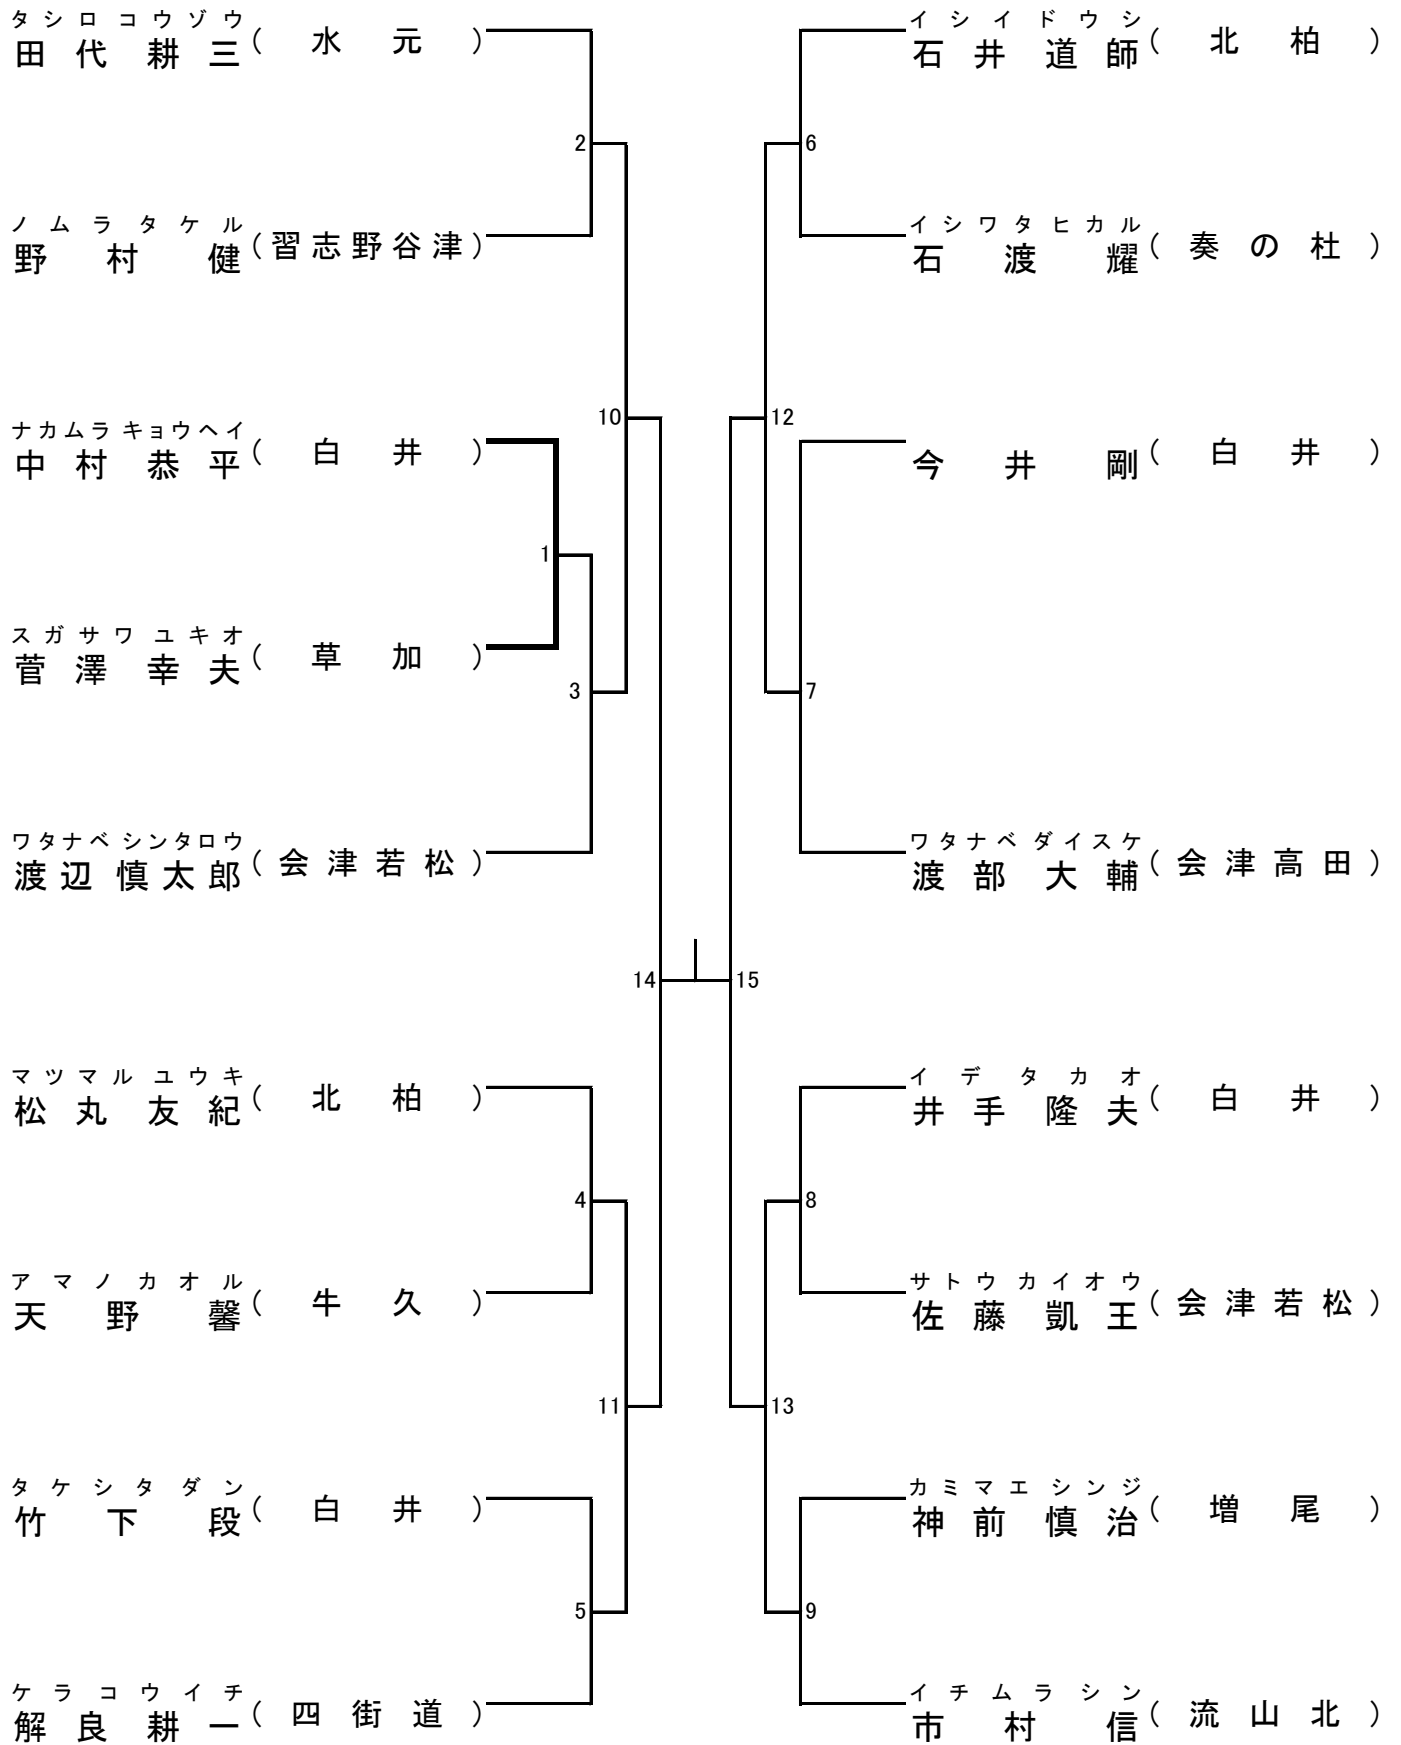 タシロコウゾウ
田代 耕三 ( 水元 )
2
ノムラタケル
野村 健 ( 習志野谷津 )
10
ナカムラ キョウヘイ
中村 恭平 ( 白井 )
1
スガサワ ユキオ
菅澤 幸夫 ( 草加 )
3
ワタナベ シンタロウ
渡辺 慎太郎 ( 会津若松 )
14
マツマル ユウキ
松丸 友紀 ( 北柏 )
4
アマノカオル
天野 馨 ( 牛久 )
11
タケシタ ダン
竹下 段 ( 白井 )
5
ケラコウイチ
解良 耕一 ( 四街道 )
イシイドウシ
石井 道師 ( 北柏 )
6
イシワタヒカル
石渡 耀 ( 奏の杜 )
12
今井 剛 ( 白井 )
7
ワタナベ ダイスケ
渡部 大輔 ( 会津高田 )
15
イデタカオ
井手 隆夫 ( 白井 )
8
サトウ カイオウ
佐藤 凱王 ( 会津若松 )
13
カミマエ シンジ
神前 慎治 ( 増尾 )
9
イチムラ シン
市村 信 ( 流山北 )